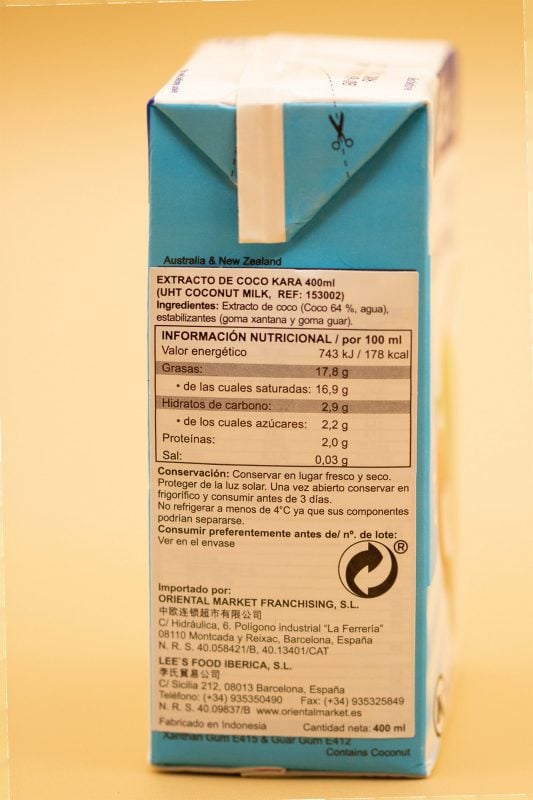 Australia & New Zealand
EXTRACTO DE COCO KARA 400ml
(UHT COCONUT MILK, REF: 153002)
Ingredientes: Extracto de coco (Coco 64 %, agua),
estabilizantes (goma xantana y goma guar).
INFORMACIÓN NUTRICIONAL / por 100 ml
Valor energético 743 kJ / 178 kcal
Grasas: 17,8 g
• de las cuales saturadas: 16,9 g
Hidratos de carbono: 2,9 g
• de los cuales azúcares: 2,2 g
Proteínas: 2,0 g
Sal: 0,03 g
Conservación: Conservar en lugar fresco y seco.
Proteger de la luz solar. Una vez abierto conservar en
frigorífico y consumir antes de 3 días.
No refrigerar a menos de 4°C ya que sus componentes
podrían separarse.
Consumir preferentemente antes de/ nº. de lote:
Ver en el envase
®
Importado por:
ORIENTAL MARKET FRANCHISING, S.L.
中欧连锁超市有限公司
C/ Hidráulica, 6. Polígono industrial "La Ferrería"
08110 Montcada y Reixac, Barcelona, España
N. R. S. 40.058421/B, 40.13401/CAT
LEE`S FOOD IBERICA, S.L.
李氏貿易公司
C/ Sicilia 212, 08013 Barcelona, España
Teléfono: (+34) 935350490 Fax: (+34) 935325849
N. R. S. 40.09837/B www.orientalmarket.es
Fabricado en Indonesia Cantidad neta: 400 ml
Xanthan Gum E415 & Guar Gum E412
Contains Coconut